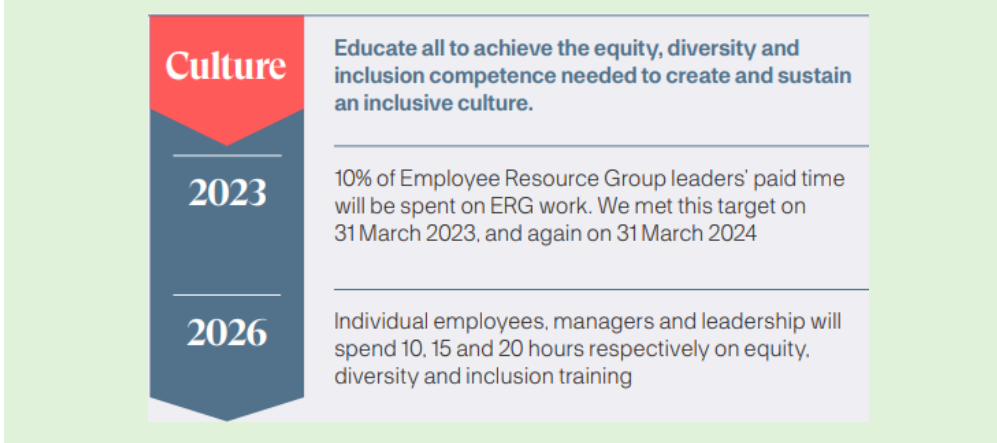 Culture
Educate all to achieve the equity, diversity and
inclusion competence needed to create and sustain
an inclusive culture.
2023
10% of Employee Resource Group leaders’ paid time
will be spent on ERG work. We met this target on
31 March 2023, and again on 31 March 2024
2026
Individual employees, managers and leadership will
spend 10, 15 and 20 hours respectively on equity,
diversity and inclusion training